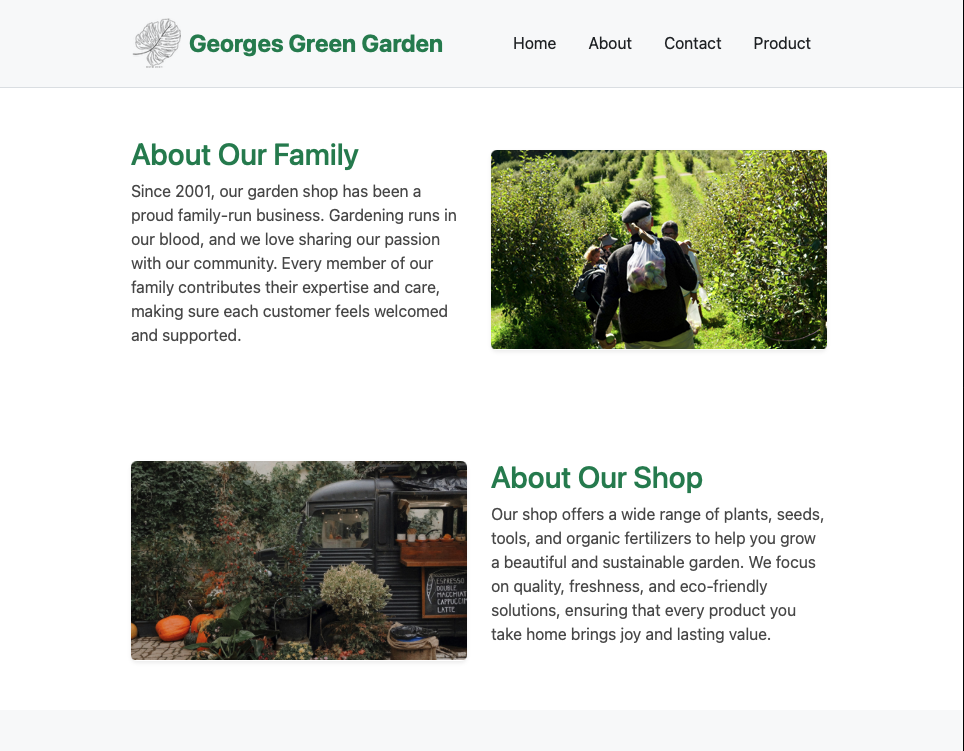 Georges Green Garden
Home About Contact Product
About Our Family
Since 2001, our garden shop has been a
proud family-run business. Gardening runs in
our blood, and we love sharing our passion
with our community. Every member of our
family contributes their expertise and care,
making sure each customer feels welcomed
and supported.
ESPRESSO
DOUBLE
MACCHIAT
CAPPUCCIN
LATTE
About Our Shop
Our shop offers a wide range of plants, seeds,
tools, and organic fertilizers to help you grow
a beautiful and sustainable garden. We focus
on quality, freshness, and eco-friendly
solutions, ensuring that every product you
take home brings joy and lasting value.